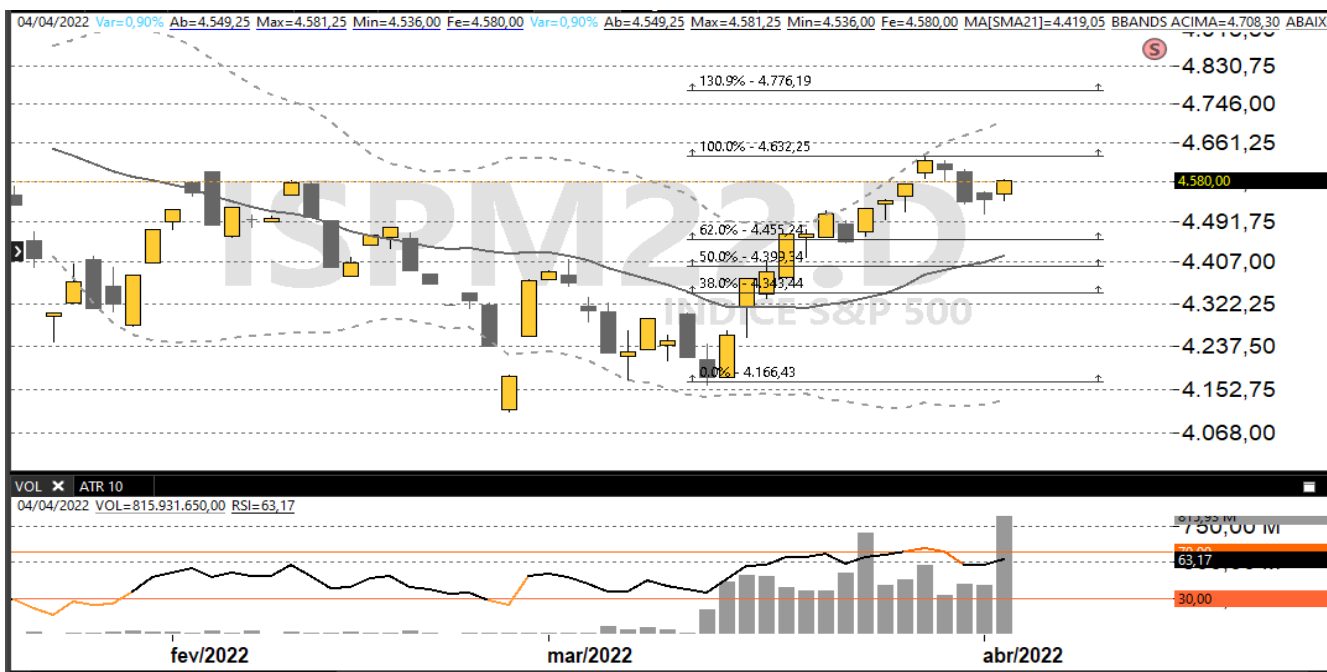 04/04/2022 Var=0,90% Ab=4.549,25 Max=4.581,25 Min=4.536,00 Fe=4.580,00 Var=0,90% Ab=4.549,25 Max=4.581,25 Min=4.536,00 Fe=4.580,00 MA[SMA21]=4.419,05 BBANDS ACIMA=4.708,30 ABAIX
S
4.830,75
130.9% - 4.776,19
4.746,00
4.661,25
100.0% - 4.632,25
4.580,00
ISPM22.D
4.491,75
62.0% - 4.455,24
50.0% - 4.399,34
4.407,00
38.0% - 4.343,44
4.322,25
INDICE S&P 500
4.237,50
0.0% - 4.166,43
4.152,75
4.068,00
VOL ATR 10
04/04/2022 VOL=815.931.650,00 RSI=63,17
815,93 M
750,00 M
70,00
63,17
30,00
fev/2022 mar/2022 abr/2022